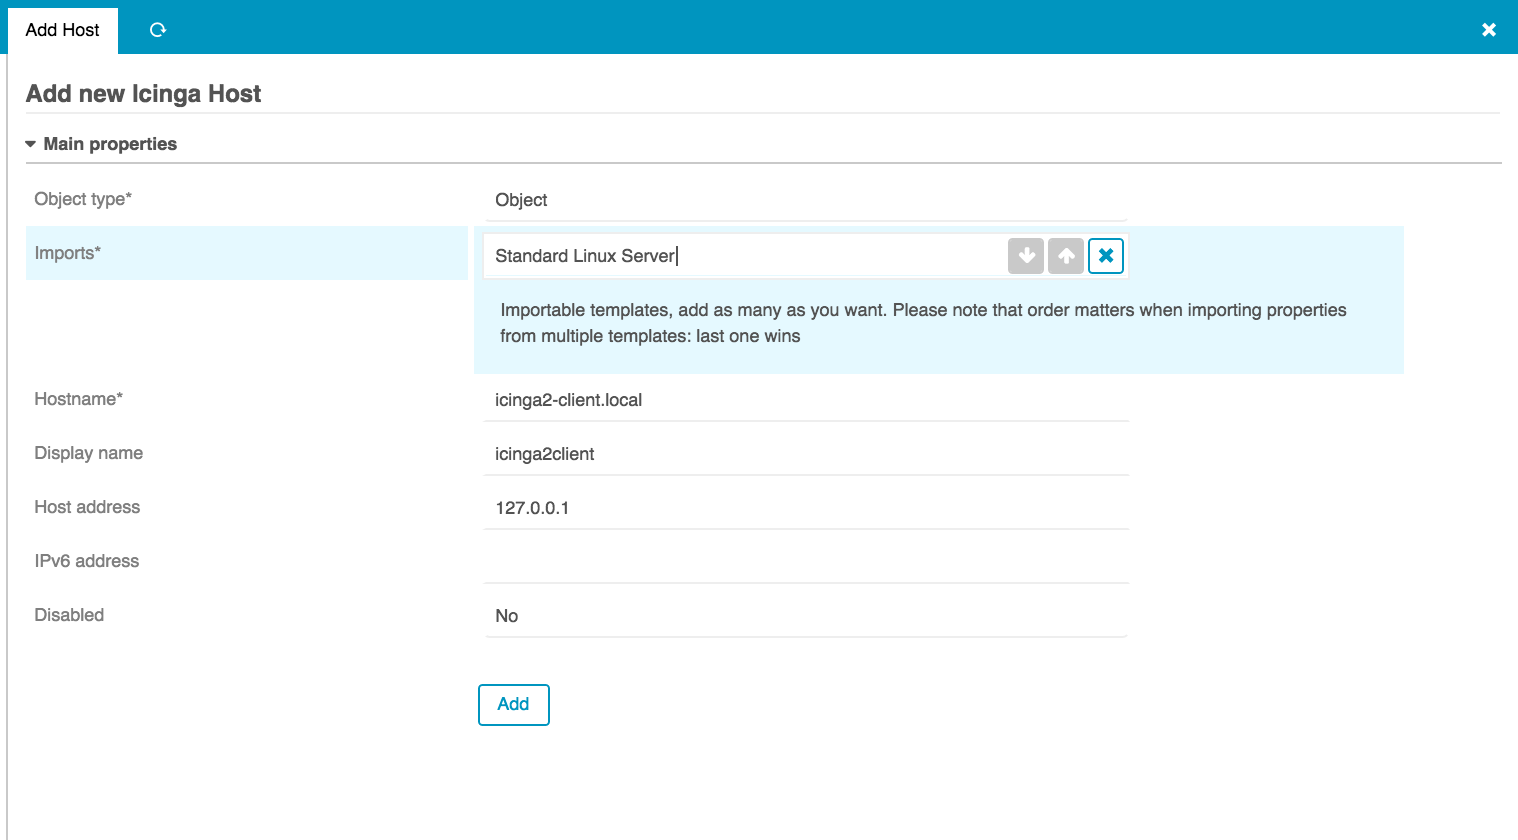 Add Host
Add new Icinga Host
Main properties
Object type*
Object
Imports*
Standard Linux Server
Importable templates, add as many as you want. Please note that order matters when importing properties
from multiple templates: last one wins
Hostname*
icinga2-client.local
Display name
icinga2client
Host address
127.0.0.1
IPv6 address
Disabled
No
Add